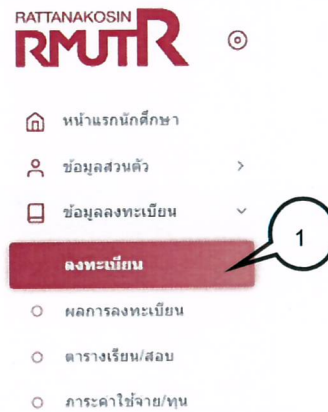 RATTANAKOSIN
RMUTR
หน้าแรกนักศึกษา
ข้อมูลส่วนตัว
ข้อมูลลงทะเบียน
ลงทะเบียน
1
ผลการลงทะเบียน
ตารางเรียน/สอบ
ภาระค่าใช้จ่าย/ทุน